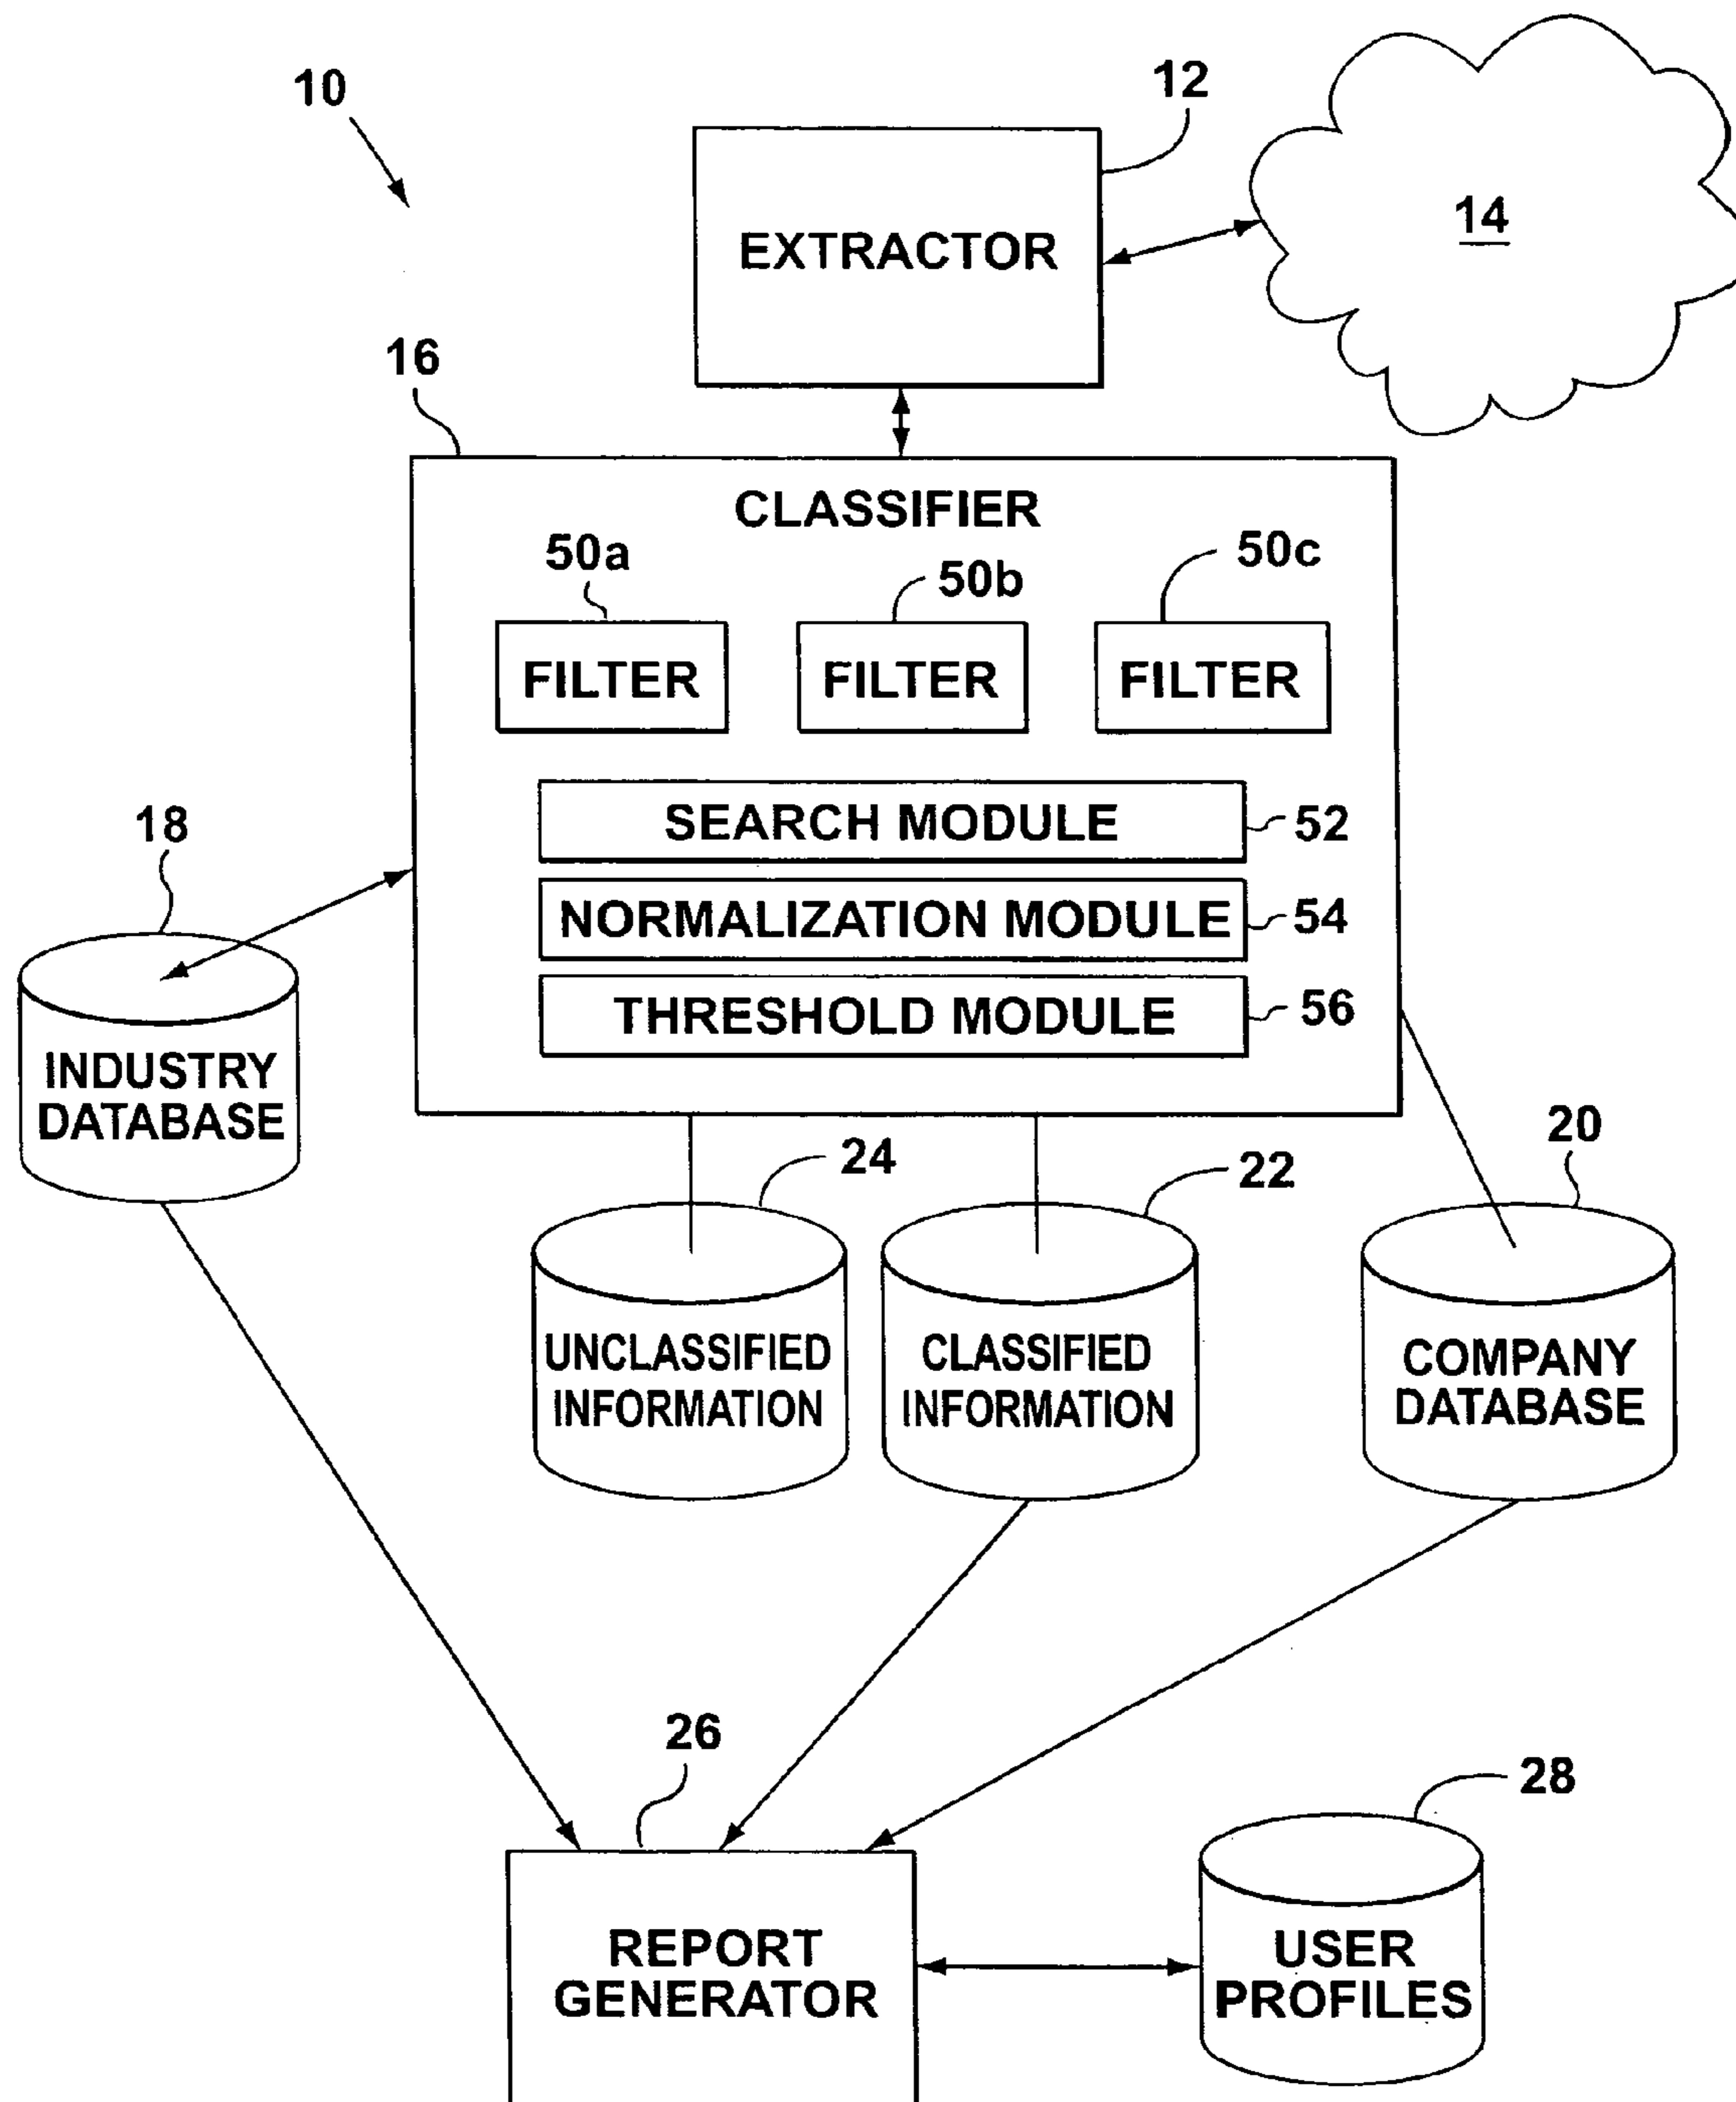 10
12
EXTRACTOR
14
16
CLASSIFIER
50a
50b
50c
FILTER
FILTER
FILTER
SEARCH MODULE
52
NORMALIZATION MODULE
54
THRESHOLD MODULE
56
18
INDUSTRY
DATABASE
24
22
20
UNCLASSIFIED
INFORMATION
CLASSIFIED
INFORMATION
COMPANY
DATABASE
26
28
REPORT
GENERATOR
USER
PROFILES